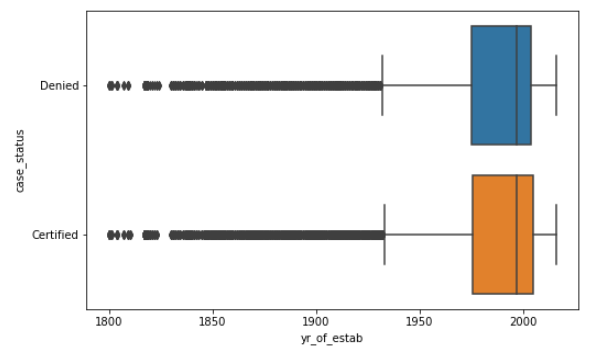 Denied
case_status
Certified
1800 1850 1900 1950 2000
yr_of_estab